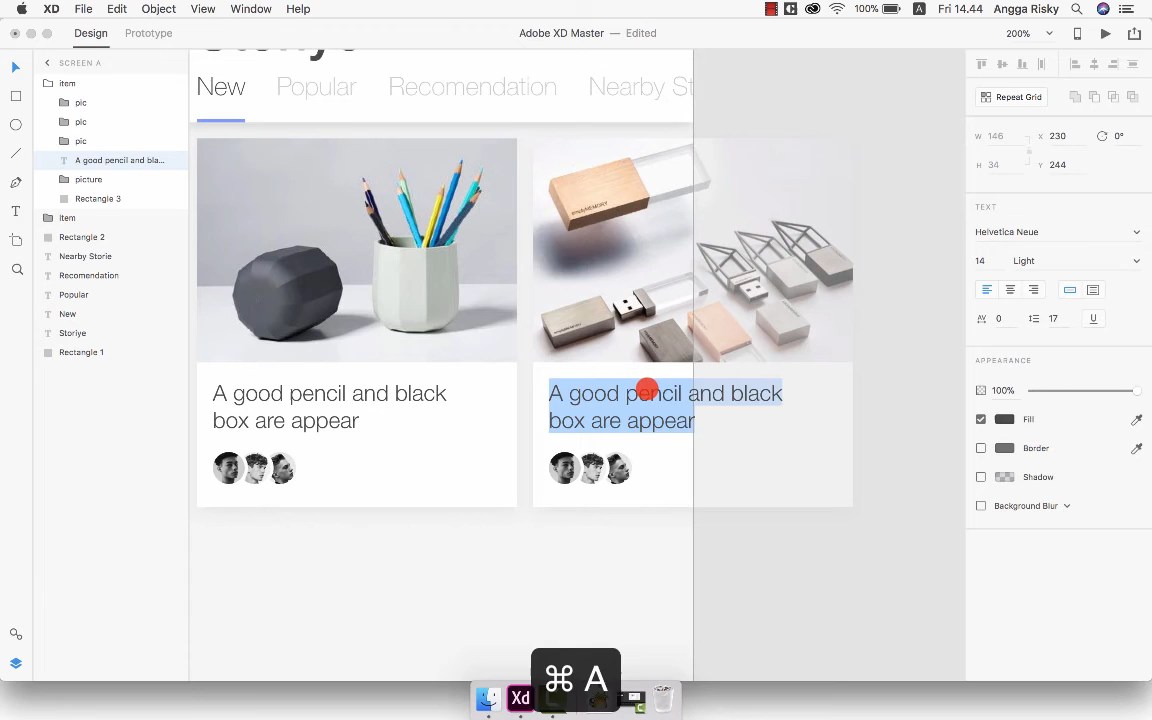 XD File Edit Object View Window Help
100% A Fri 14.44 Angga Risky
Design Prototype
Adobe XD Master — Edited
200%
SCREEN A
item
pic
pic
pic
T A good pencil and bla...
picture
Rectangle 3
Item
Rectangle 2
T Nearby Storie
T Recomendation
T Popular
T New
T Storiye
Rectangle 1
T
New Popular Recomendation Nearby St
A good pencil and black
box are appear
A good pencil and black
box are appear
Repeat Grid
W 146 X 230 0°
H 34 Y 244
TEXT
Helvetica Neue
14 Light
AV 0 17 U
APPEARANCE
100%
Fill
Border
Shadow
Background Blur
⌘ A
Xd